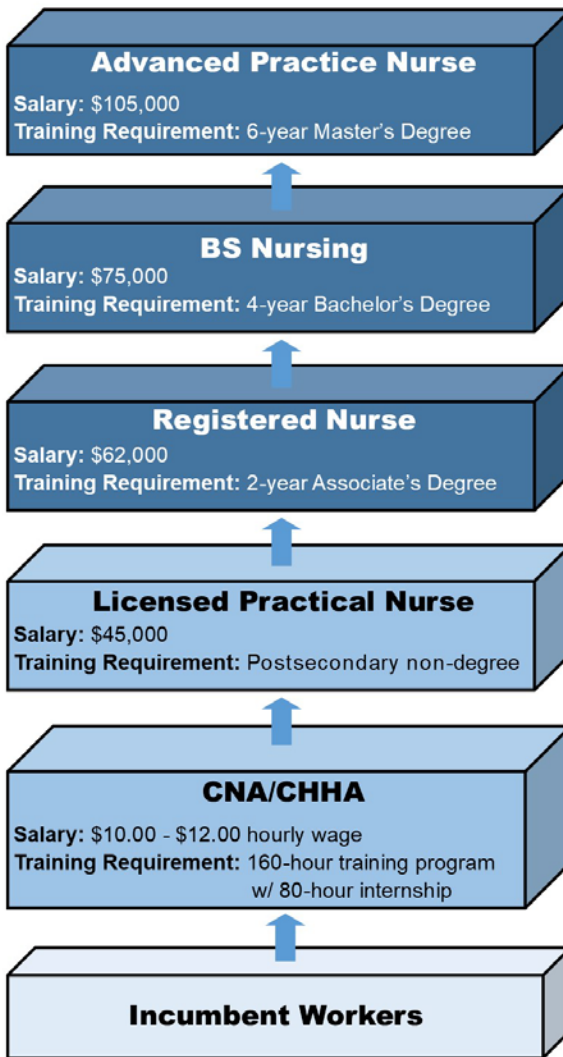 Advanced Practice Nurse
Salary: $105,000
Training Requirement: 6-year Master's Degree
BS Nursing
Salary: $75,000
Training Requirement: 4-year Bachelor's Degree
Registered Nurse
Salary: $62,000
Training Requirement: 2-year Associate's Degree
Licensed Practical Nurse
Salary: $45,000
Training Requirement: Postsecondary non-degree
CNA/CHHA
Salary: $10.00 - $12.00 hourly wage
Training Requirement: 160-hour training program
w/ 80-hour internship
Incumbent Workers